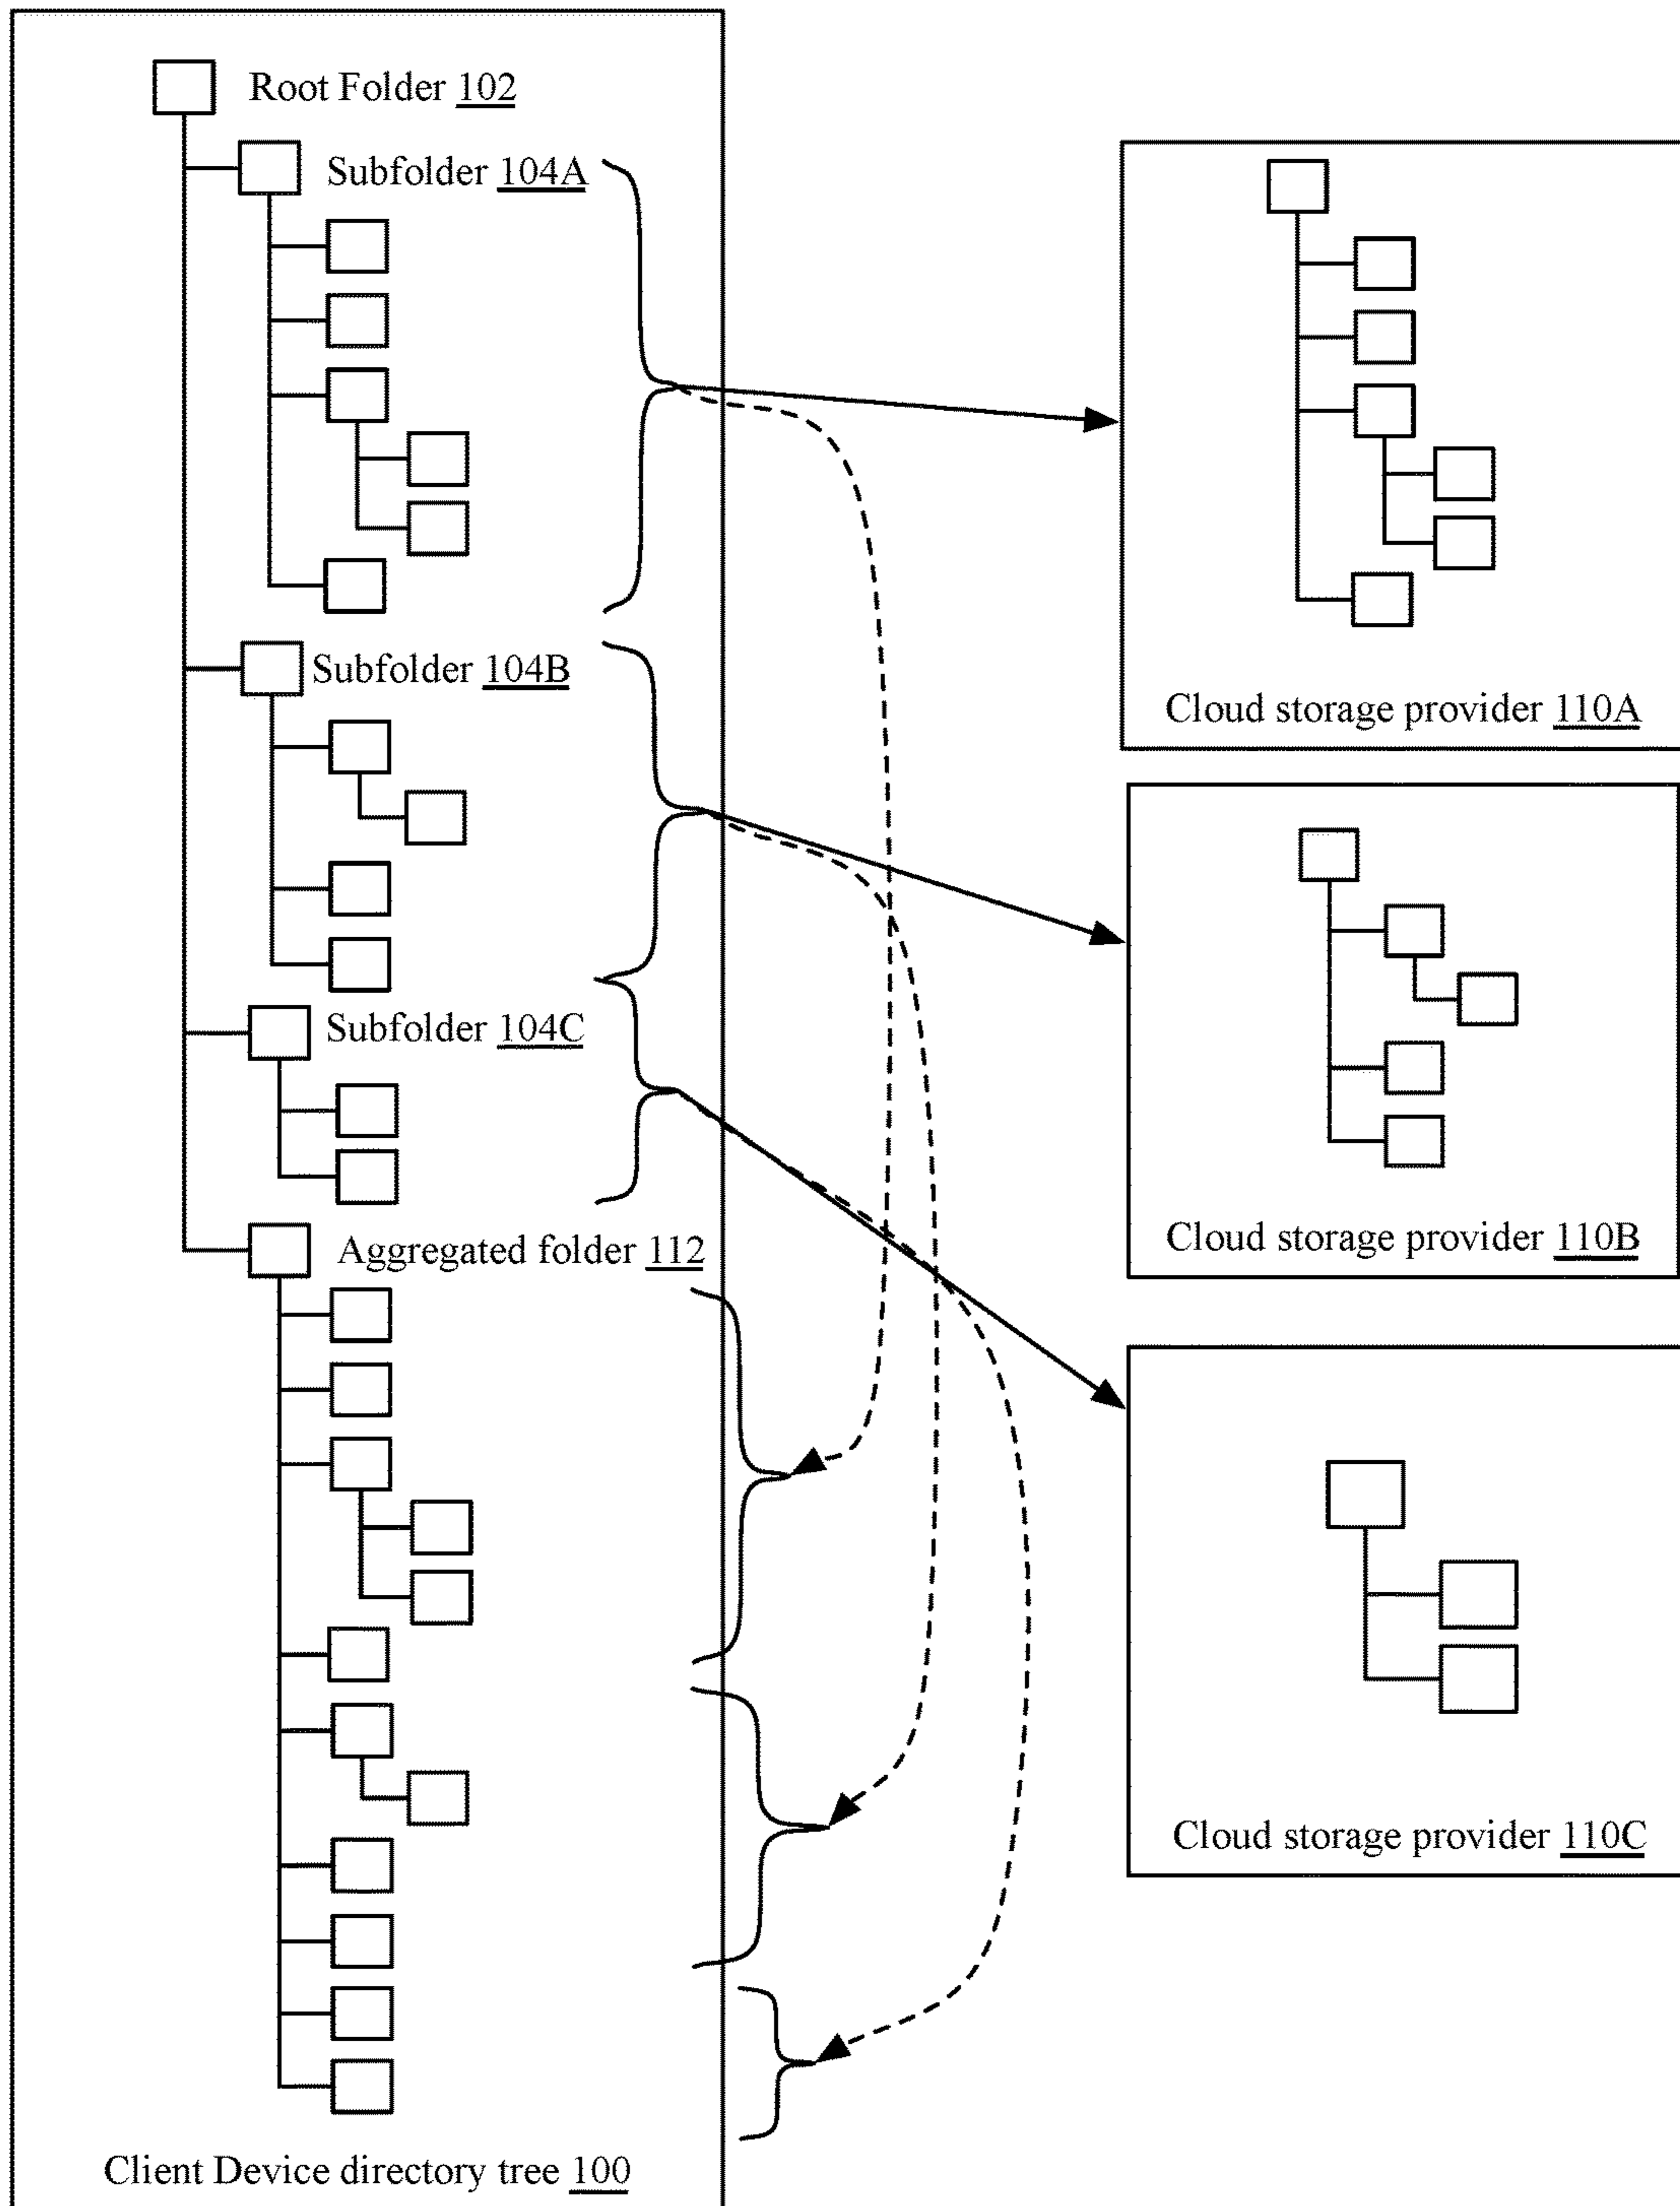 Root Folder 102
Subfolder 104A
Subfolder 104B
Subfolder 104C
Aggregated folder 112
Client Device directory tree 100
Cloud storage provider 110A
Cloud storage provider 110B
Cloud storage provider 110C